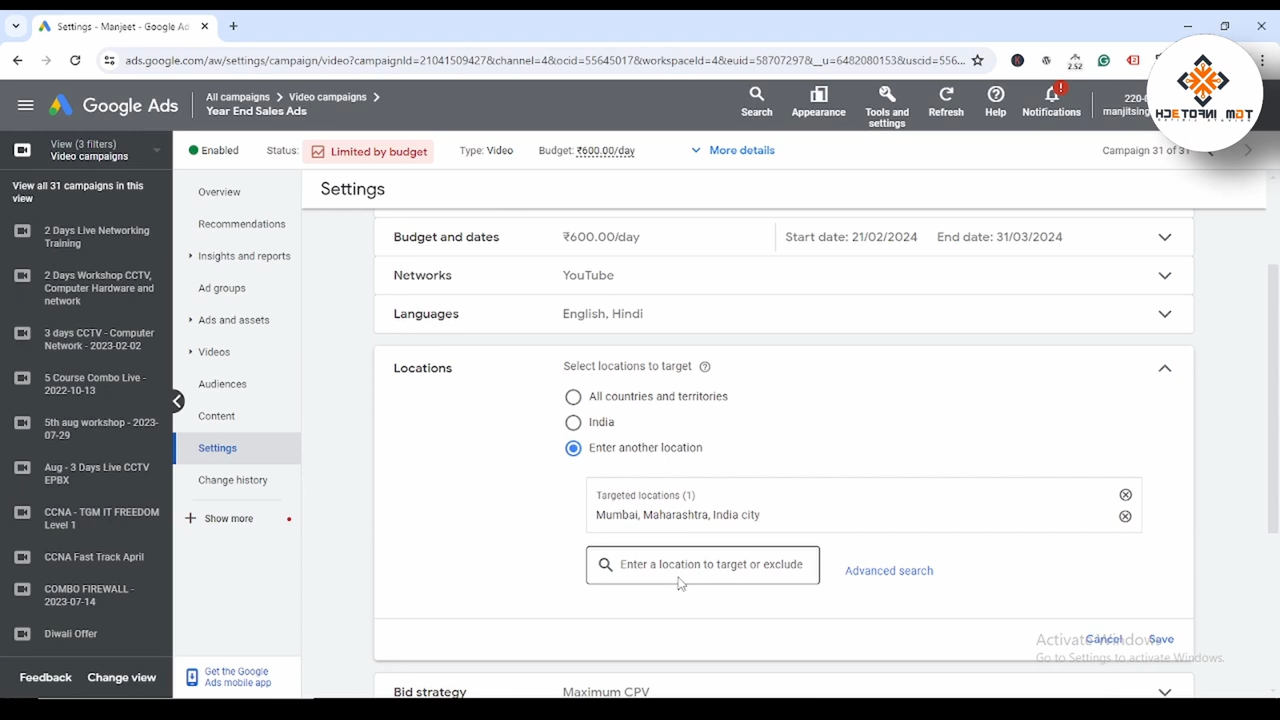 Settings - Manjeet - Google Ad
ads.google.com/aw/settings/campaign/video?campaignId=21041509427&channel=4&ocid=55645017&workspaceId=4&euid=58707297&__u=6482080153&uscid=556...
2.52
Google Ads
All campaigns > Video campaigns >
Year End Sales Ads
Search
Appearance
Tools and
settings
Refresh
Help
Notifications
220-
manjitsing
View (3 filters)
Video campaigns
Enabled
Status: Limited by budget
Type: Video
Budget: ₹600.00/day
More details
Campaign 31 of 31
View all 31 campaigns in this
view
2 Days Live Networking
Training
2 Days Workshop CCTV,
Computer Hardware and
network
3 days CCTV - Computer
Network - 2023-02-02
5 Course Combo Live -
2022-10-13
5th aug workshop - 2023-
07-29
Aug - 3 Days Live CCTV
EPBX
CCNA - TGM IT FREEDOM
Level 1
CCNA Fast Track April
COMBO FIREWALL -
2023-07-14
Diwali Offer
Feedback
Change view
Overview
Recommendations
Insights and reports
Ad groups
Ads and assets
Videos
Audiences
Content
Settings
Change history
Show more
Get the Google
Ads mobile app
Settings
Budget and dates ₹600.00/day Start date: 21/02/2024 End date: 31/03/2024
Networks YouTube
Languages English, Hindi
Locations Select locations to target
All countries and territories
India
Enter another location
Targeted locations (1)
Mumbai, Maharashtra, India city
Enter a location to target or exclude
Advanced search
Cancel Save
Activate Windows
Go to Settings to activate Windows.
Bid strategy Maximum CPV